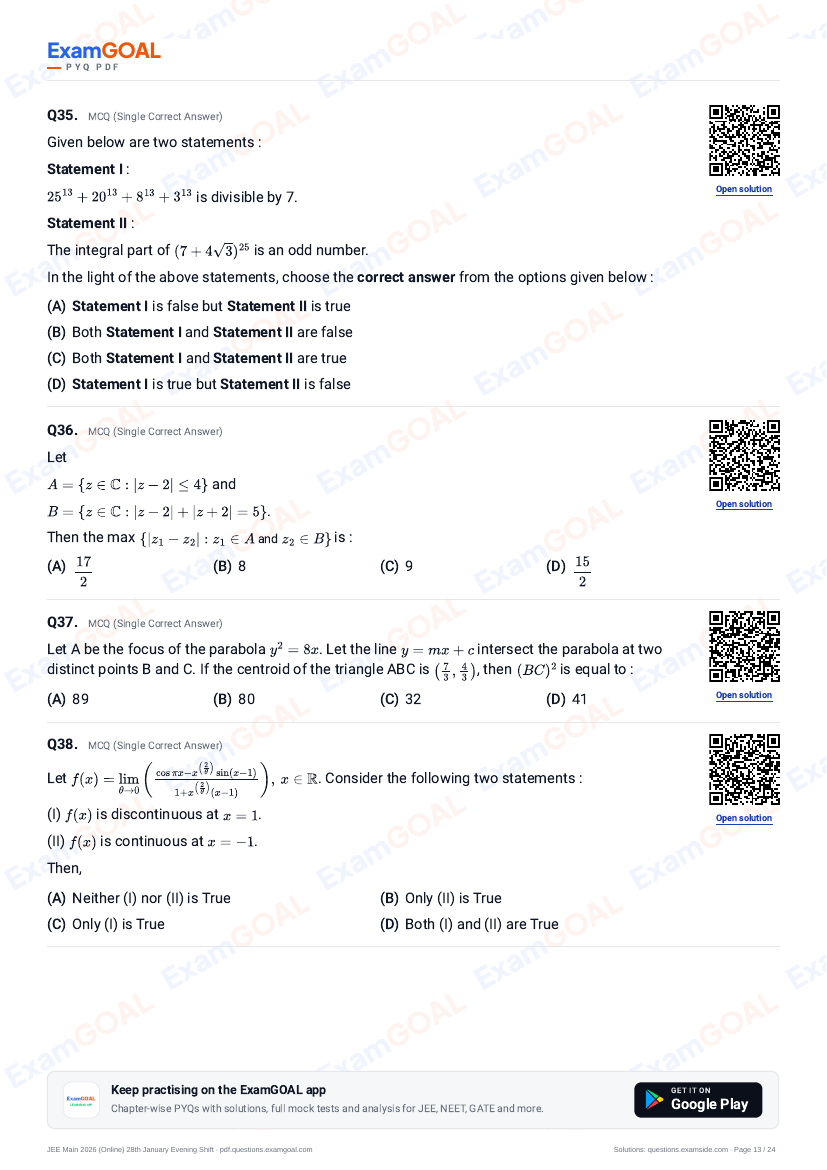 ExamGOAL
PYQ PDF
Q35. MCQ (Single Correct Answer)
Given below are two statements :
Open solution
Statement I :
25^13 + 20^13 + 8^13 + 3^13 is divisible by 7.
Statement II :
The integral part of (7 + 4√3)^25 is an odd number.
In the light of the above statements, choose the correct answer from the options given below :
(A) Statement I is false but Statement II is true
(B) Both Statement I and Statement II are false
(C) Both Statement I and Statement II are true
(D) Statement I is true but Statement II is false
Q36. MCQ (Single Correct Answer)
Let
A = {z ∈ ℂ : |z − 2| ≤ 4} and
Open solution
B = {z ∈ ℂ : |z − 2| + |z + 2| = 5}.
Then the max {|z₁ − z₂| : z₁ ∈ A and z₂ ∈ B} is :
(A) 17/2 (B) 8 (C) 9 (D) 15/2
Q37. MCQ (Single Correct Answer)
Let A be the focus of the parabola y² = 8x. Let the line y = mx + c intersect the parabola at two
distinct points B and C. If the centroid of the triangle ABC is (7/3, 4/3), then (BC)² is equal to :
Open solution
(A) 89 (B) 80 (C) 32 (D) 41
Q38. MCQ (Single Correct Answer)
Let f(x) = lim θ→0 ( (cos πx − x^(2/θ) sin(x−1)) / (1 + x^(2/θ) (x−1)) ), x ∈ ℝ. Consider the following two statements :
Open solution
(I) f(x) is discontinuous at x = 1.
(II) f(x) is continuous at x = −1.
Then,
(A) Neither (I) nor (II) is True (B) Only (II) is True
(C) Only (I) is True (D) Both (I) and (II) are True
Keep practising on the ExamGOAL app
Chapter-wise PYQs with solutions, full mock tests and analysis for JEE, NEET, GATE and more.
GET IT ON
Google Play
JEE Main 2026 (Online) 28th January Evening Shift · pdf.questions.examgoal.com
Solutions: questions.examside.com · Page 13 / 24